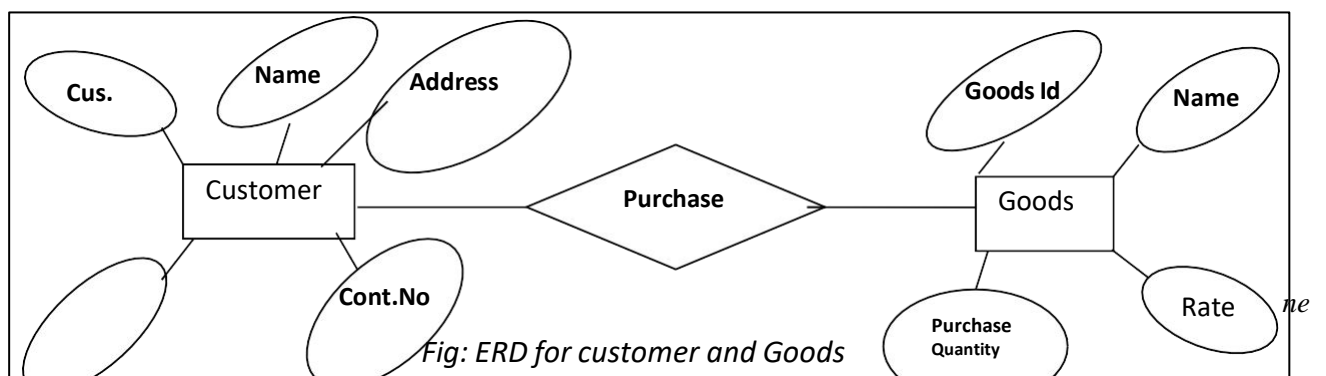 Cus.
Name
Address
Goods Id
Name
Customer
Purchase
Goods
Cont.No
Purchase
Quantity
Rate
ne
Fig: ERD for customer and Goods